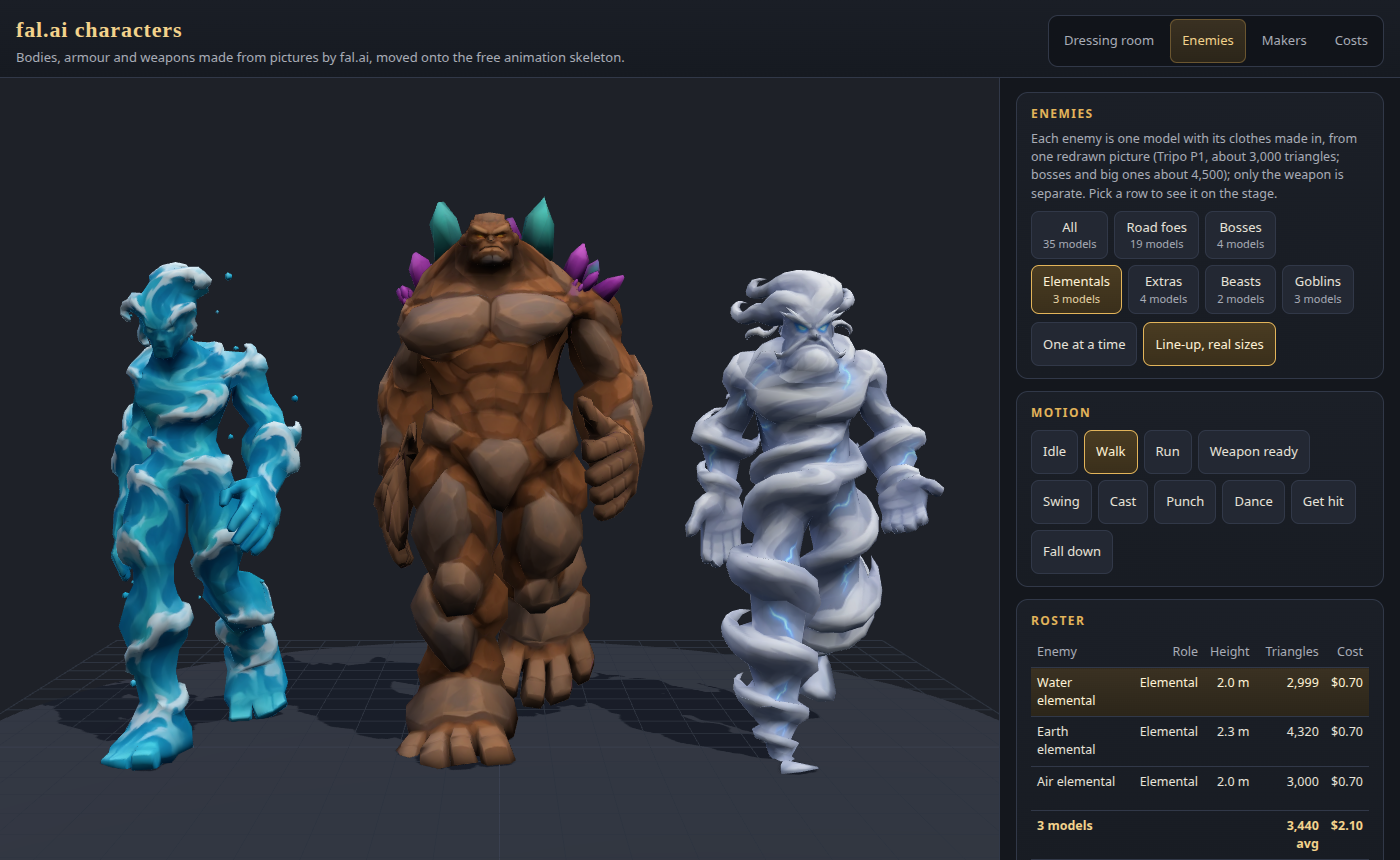 fal.ai characters
Bodies, armour and weapons made from pictures by fal.ai, moved onto the free animation skeleton.
Dressing room
Enemies
Makers
Costs
ENEMIES
Each enemy is one model with its clothes made in, from
one redrawn picture (Tripo P1, about 3,000 triangles;
bosses and big ones about 4,500); only the weapon is
separate. Pick a row to see it on the stage.
All
35 models
Road foes
19 models
Bosses
4 models
Elementals
3 models
Extras
4 models
Beasts
2 models
Goblins
3 models
One at a time
Line-up, real sizes
MOTION
Idle
Walk
Run
Weapon ready
Swing
Cast
Punch
Dance
Get hit
Fall down
ROSTER
Enemy Role Height Triangles Cost
Water elemental Elemental 2.0 m 2,999 $0.70
Earth elemental Elemental 2.3 m 4,320 $0.70
Air elemental Elemental 2.0 m 3,000 $0.70
3 models 3,440 avg $2.10